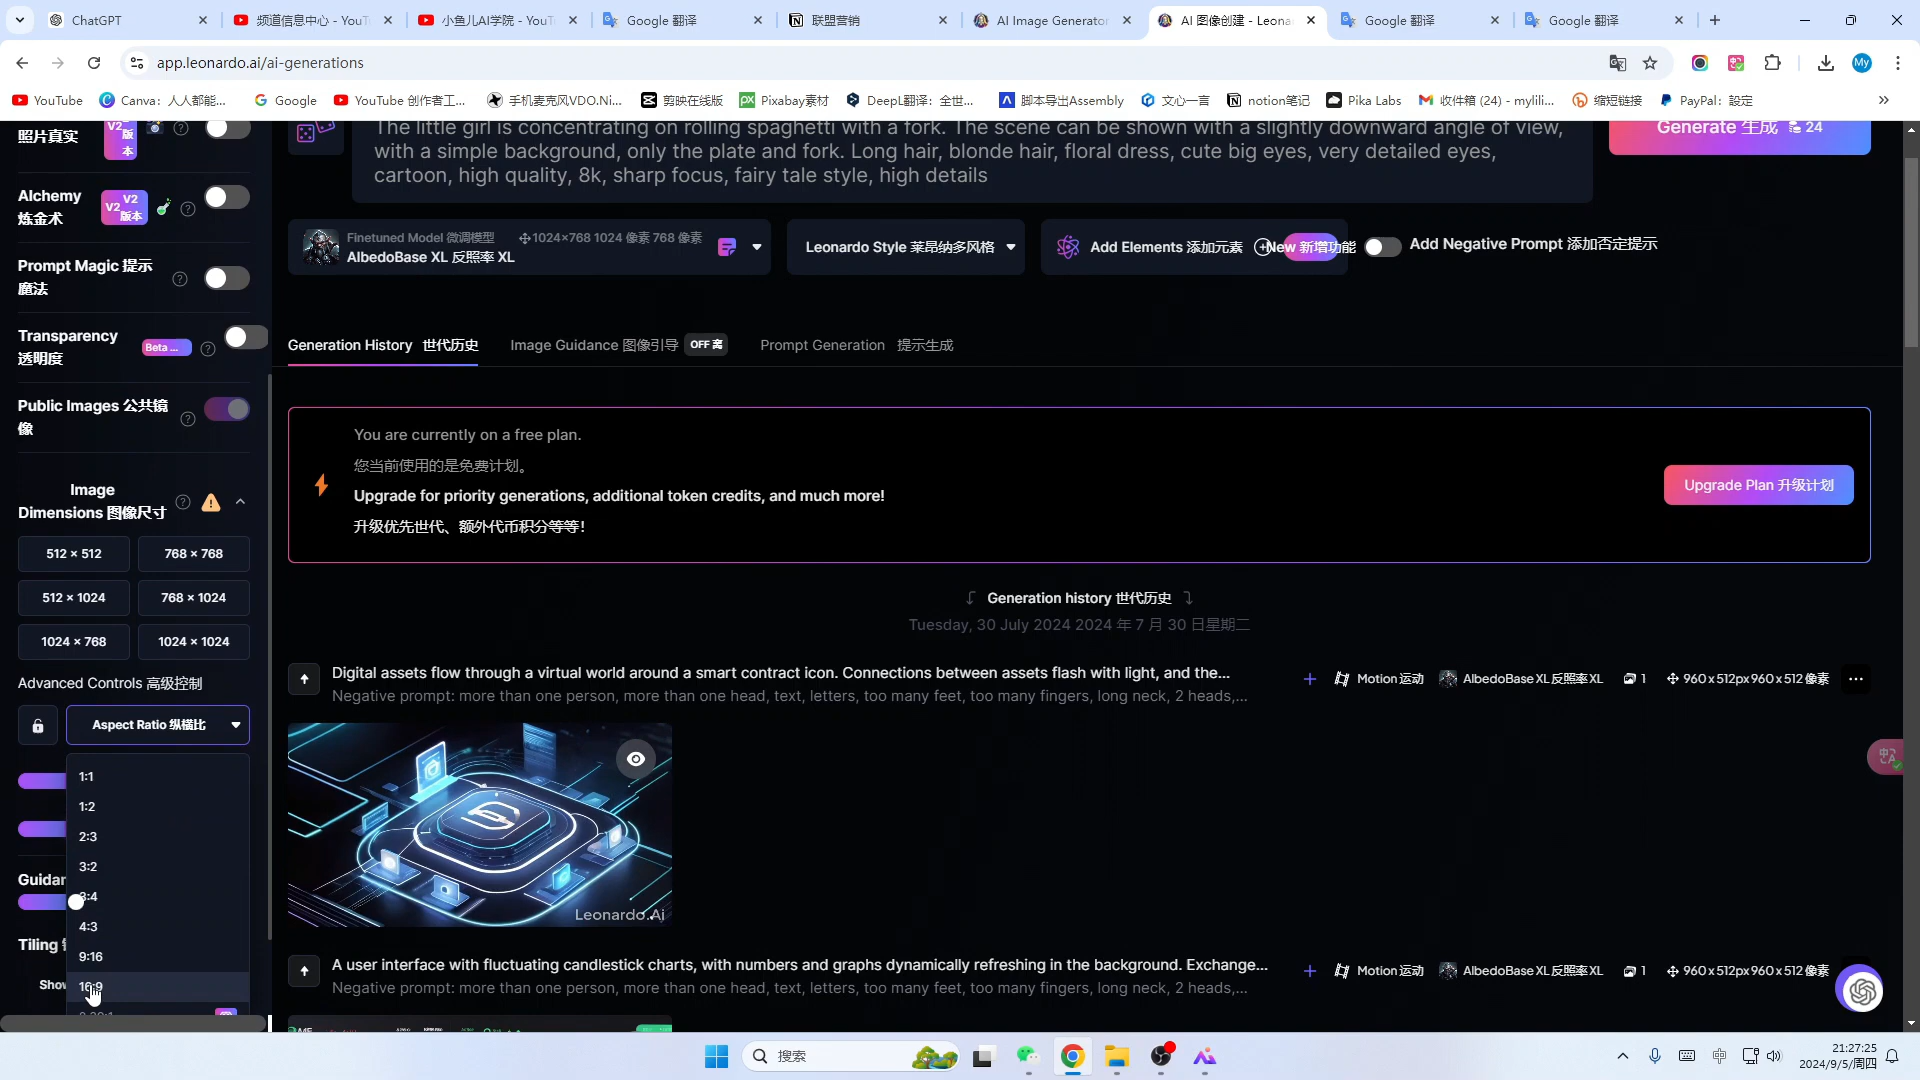 ChatGPT
频道信息中心 - YouT
小鱼儿AI学院 - YouT
Google 翻译
联盟营销
AI Image Generator
AI 图像创建 - Leona
Google 翻译
Google 翻译
app.leonardo.ai/ai-generations
My
YouTube
Canva：人人都能...
Google
YouTube 创作者工...
手机麦克风VDO.Ni...
剪映在线版
Pixabay素材
DeepL翻译：全世...
脚本导出Assembly
文心一言
notion笔记
Pika Labs
收件箱 (24) - mylili...
缩短链接
PayPal：設定
照片真实
V2 版本
The little girl is concentrating on rolling spaghetti with a fork. The scene can be shown with a slightly downward angle of view,
with a simple background, only the plate and fork. Long hair, blonde hair, floral dress, cute big eyes, very detailed eyes,
cartoon, high quality, 8k, sharp focus, fairy tale style, high details
Generate 生成 24
Alchemy 炼金术
V2 V2 版本
Finetuned Model 微调模型
1024×768 1024 像素 768 像素
AlbedoBase XL 反照率 XL
Leonardo Style 莱昂纳多风格
Add Elements 添加元素
New 新增功能
Add Negative Prompt 添加否定提示
Prompt Magic 提示魔法
Transparency 透明度
Beta ...
Generation History 世代历史
Image Guidance 图像引导
OFF 离
Prompt Generation 提示生成
Public Images 公共镜像
You are currently on a free plan.
您当前使用的是免费计划。
Upgrade for priority generations, additional token credits, and much more!
升级优先世代、额外代币积分等等！
Upgrade Plan 升级计划
Image Dimensions 图像尺寸
512 × 512
768 × 768
512 × 1024
768 × 1024
1024 × 768
1024 × 1024
Generation history 世代历史
Tuesday, 30 July 2024 2024 年 7 月 30 日星期二
Advanced Controls 高级控制
Aspect Ratio 纵横比
1:1
1:2
2:3
3:2
3:4
4:3
9:16
16:9
Guidan
Tiling
Show
Digital assets flow through a virtual world around a smart contract icon. Connections between assets flash with light, and the...
Negative prompt: more than one person, more than one head, text, letters, too many feet, too many fingers, long neck, 2 heads,...
Motion 运动
AlbedoBase XL 反照率 XL
1
960 x 512px 960 x 512 像素
Leonardo.Ai
A user interface with fluctuating candlestick charts, with numbers and graphs dynamically refreshing in the background. Exchange...
Negative prompt: more than one person, more than one head, text, letters, too many feet, too many fingers, long neck, 2 heads,...
Motion 运动
AlbedoBase XL 反照率 XL
1
960 x 512px 960 x 512 像素
搜索
中
21:27:25
2024/9/5/周四